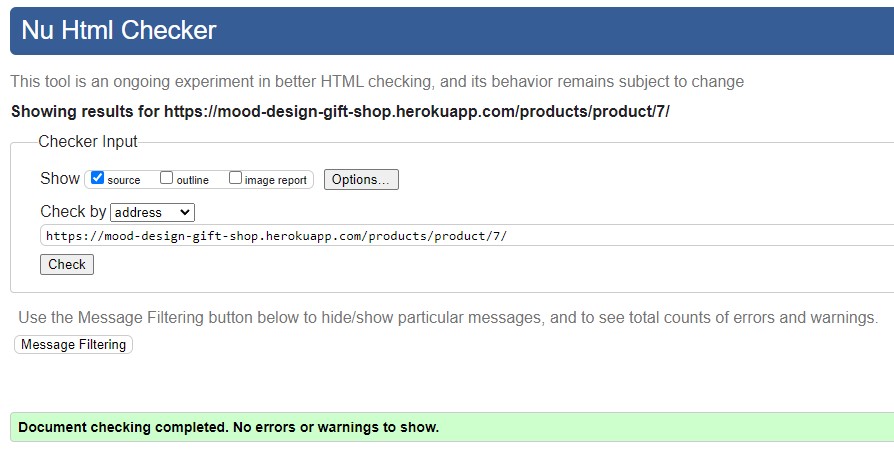 Nu Html Checker
This tool is an ongoing experiment in better HTML checking, and its behavior remains subject to change
Showing results for https://mood-design-gift-shop.herokuapp.com/products/product/7/
Checker Input
Show source outline image report Options...
Check by address
https://mood-design-gift-shop.herokuapp.com/products/product/7/
Check
Use the Message Filtering button below to hide/show particular messages, and to see total counts of errors and warnings.
Message Filtering
Document checking completed. No errors or warnings to show.